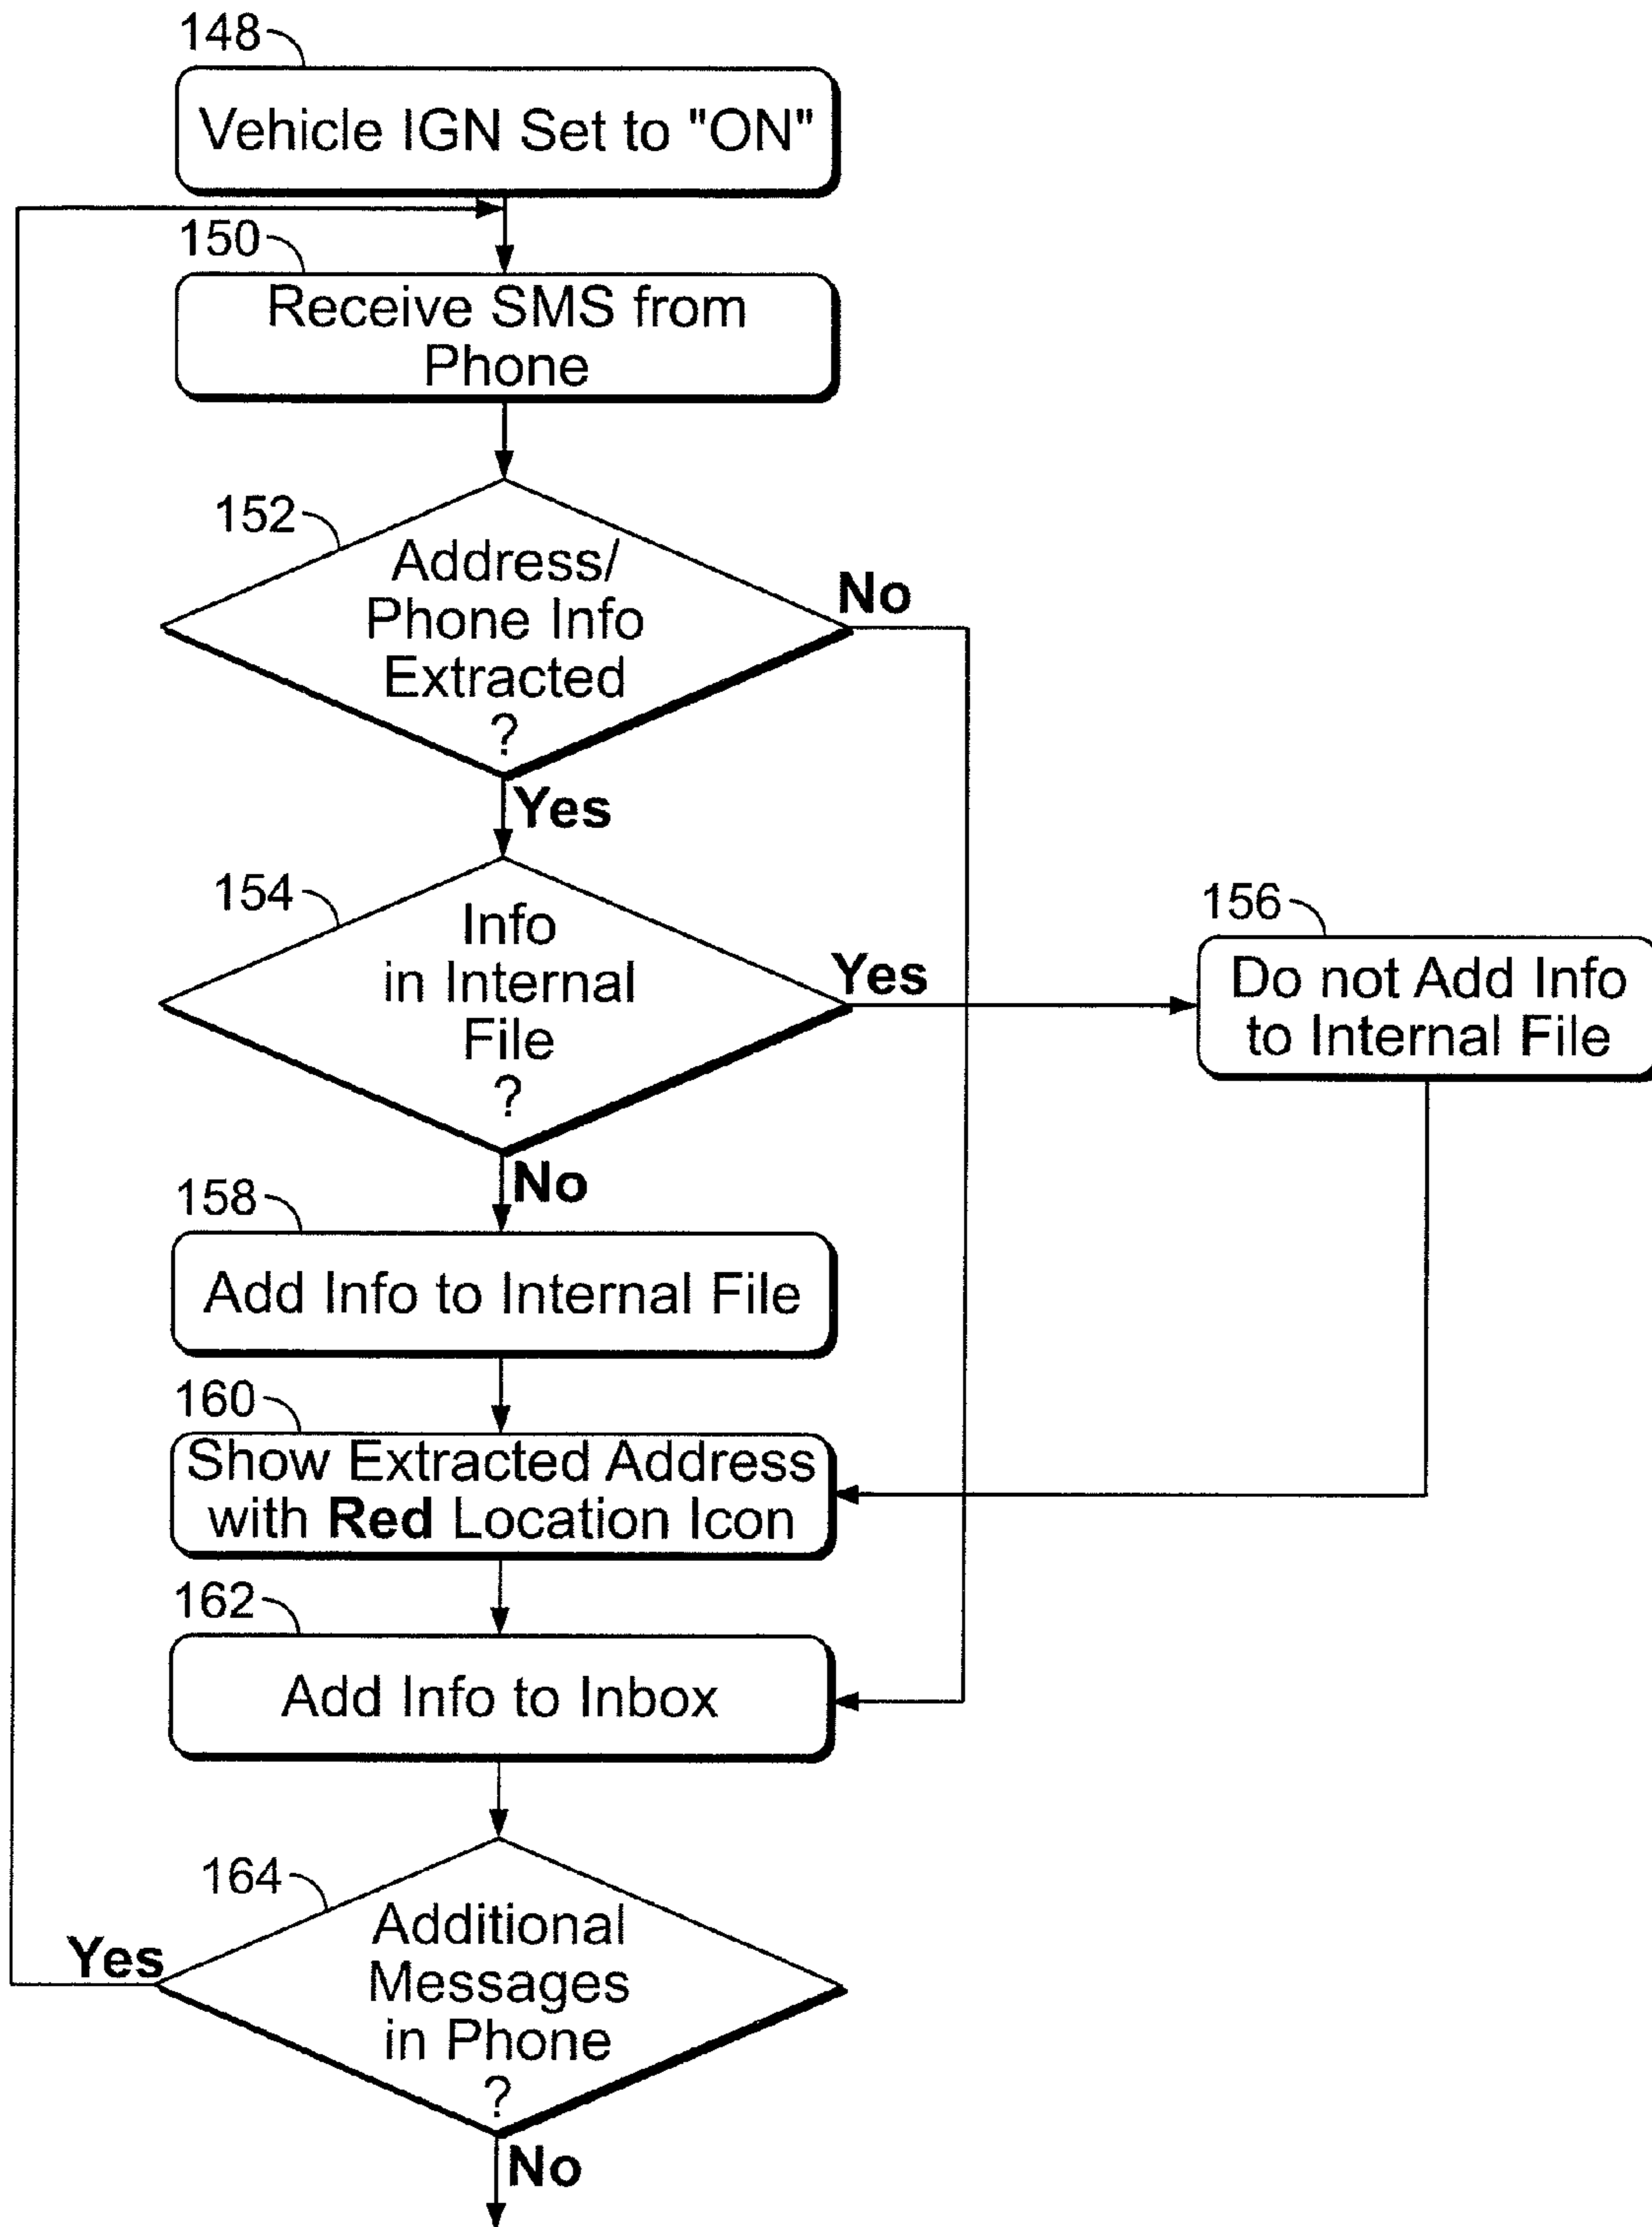 148
Vehicle IGN Set to "ON"
150
Receive SMS from
Phone
152
Address/
Phone Info
Extracted
?
No
Yes
154
Info
in Internal
File
?
Yes
156
Do not Add Info
to Internal File
No
158
Add Info to Internal File
160
Show Extracted Address
with Red Location Icon
162
Add Info to Inbox
164
Additional
Messages
in Phone
?
Yes
No